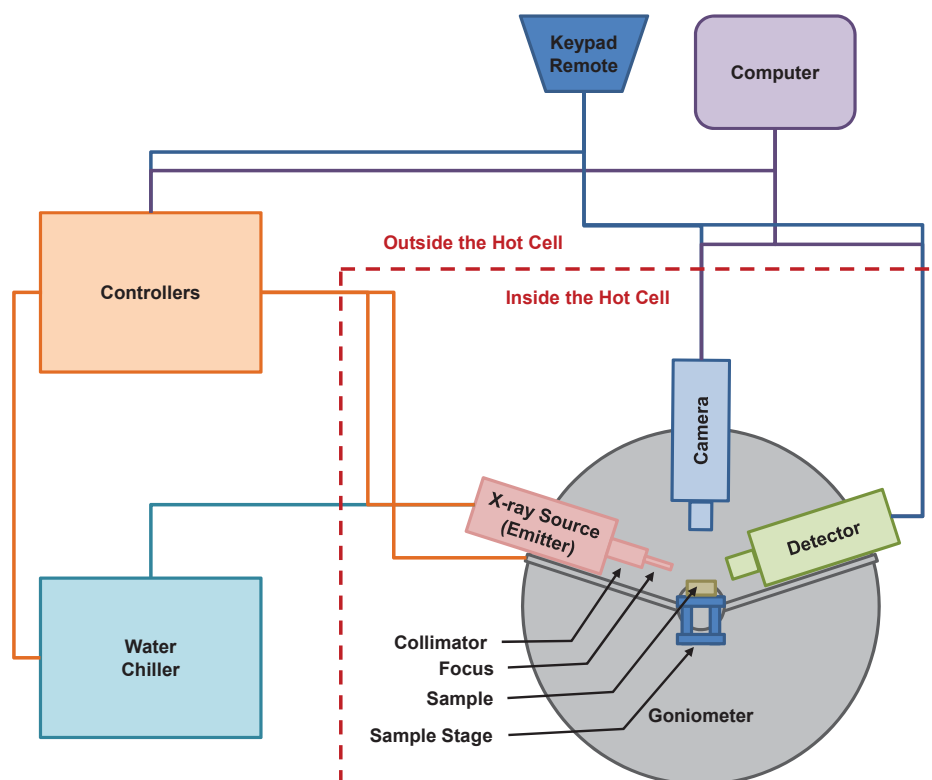 Keypad
Remote
Computer
Outside the Hot Cell
Controllers
Inside the Hot Cell
Camera
X-ray Source
(Emitter)
Detector
Collimator
Water
Chiller
Focus
Sample
Goniometer
Sample Stage